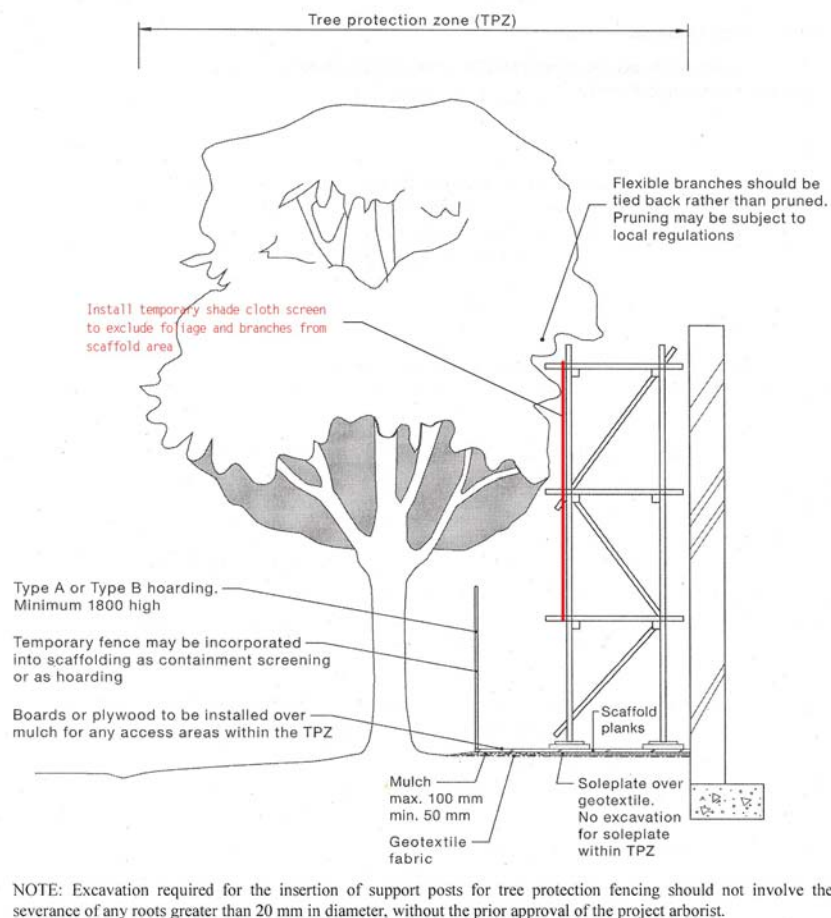 Tree protection zone (TPZ)
Flexible branches should be
tied back rather than pruned.
Pruning may be subject to
local regulations
Install temporary shade cloth screen
to exclude foliage and branches from
scaffold area
Type A or Type B hoarding.
Minimum 1800 high
Temporary fence may be incorporated
into scaffolding as containment screening
or as hoarding
Boards or plywood to be installed over
mulch for any access areas within the TPZ
Scaffold
planks
Mulch
max. 100 mm
min. 50 mm
Geotextile
fabric
Soleplate over
geotextile.
No excavation
for soleplate
within TPZ
NOTE: Excavation required for the insertion of support posts for tree protection fencing should not involve the
severance of any roots greater than 20 mm in diameter, without the prior approval of the project arborist.